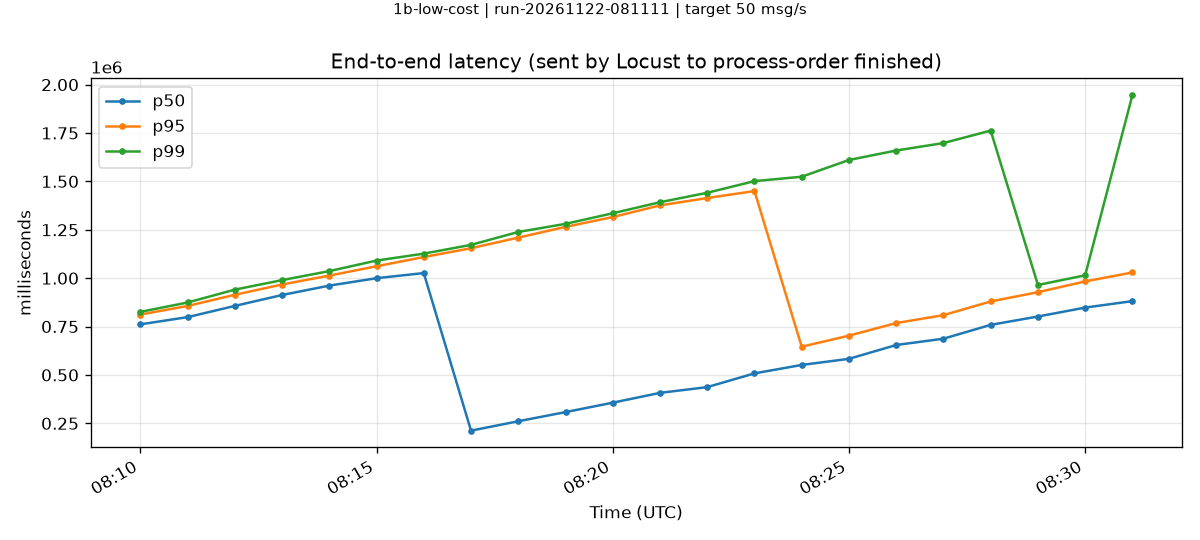 1b-low-cost | run-20261122-081111 | target 50 msg/s
End-to-end latency (sent by Locust to process-order finished)
1e6
2.00
1.75
1.50
1.25
1.00
0.75
0.50
0.25
milliseconds
p50
p95
p99
08:10
08:15
08:20
08:25
08:30
Time (UTC)